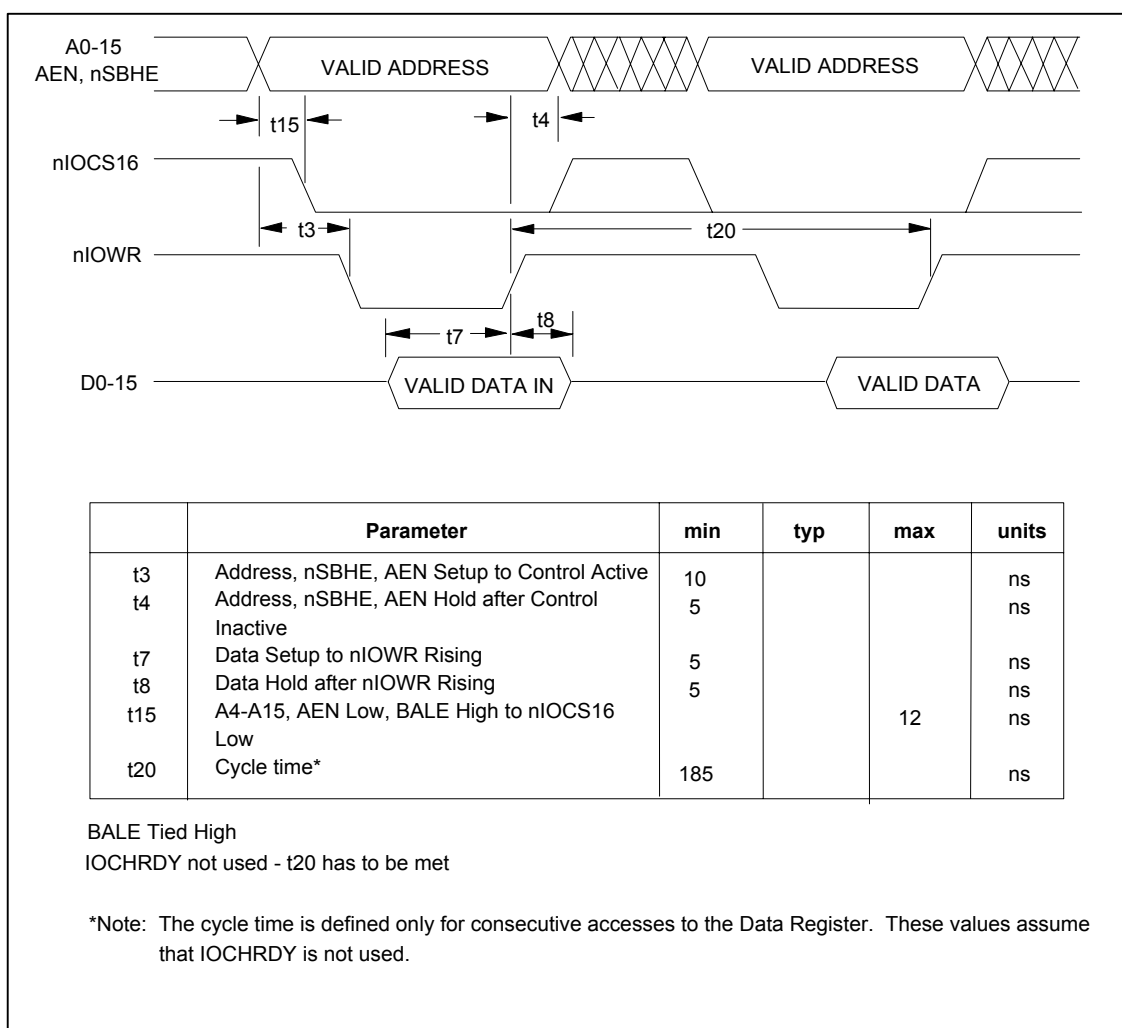 A0-15
AEN, nSBHE
VALID ADDRESS
VALID ADDRESS
t15
t4
nIOCS16
t3
t20
nIOWR
t7
t8
D0-15
VALID DATA IN
VALID DATA
Parameter min typ max units
t3 Address, nSBHE, AEN Setup to Control Active 10 ns
t4 Address, nSBHE, AEN Hold after Control 5 ns
Inactive
t7 Data Setup to nIOWR Rising 5 ns
t8 Data Hold after nIOWR Rising 5 ns
t15 A4-A15, AEN Low, BALE High to nIOCS16 12 ns
Low
t20 Cycle time* 185 ns
BALE Tied High
IOCHRDY not used - t20 has to be met
*Note: The cycle time is defined only for consecutive accesses to the Data Register. These values assume
that IOCHRDY is not used.